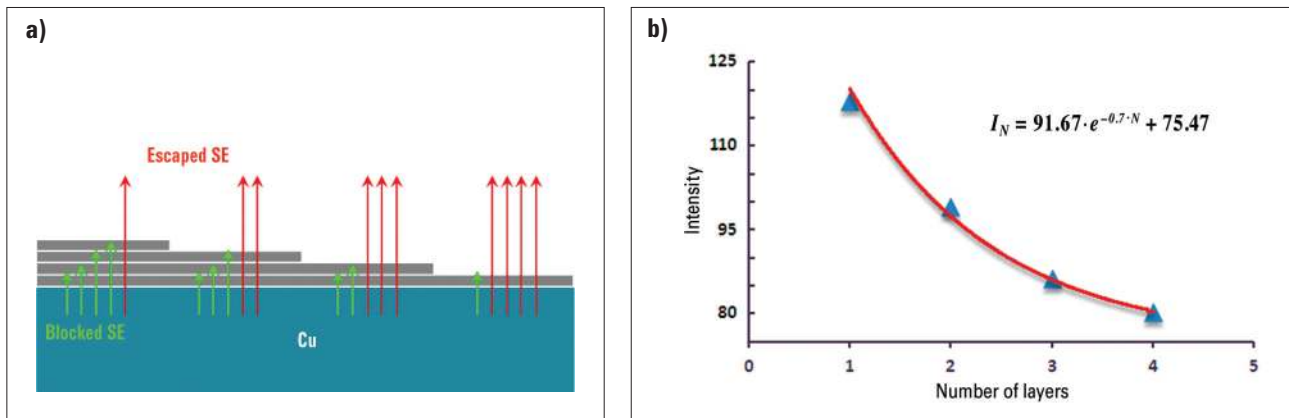 a)
Escaped SE
Blocked SE
Cu
b)
125
110
95
80
Intensity
I_N = 91.67·e^{-0.7·N} + 75.47
0 1 2 3 4 5
Number of layers